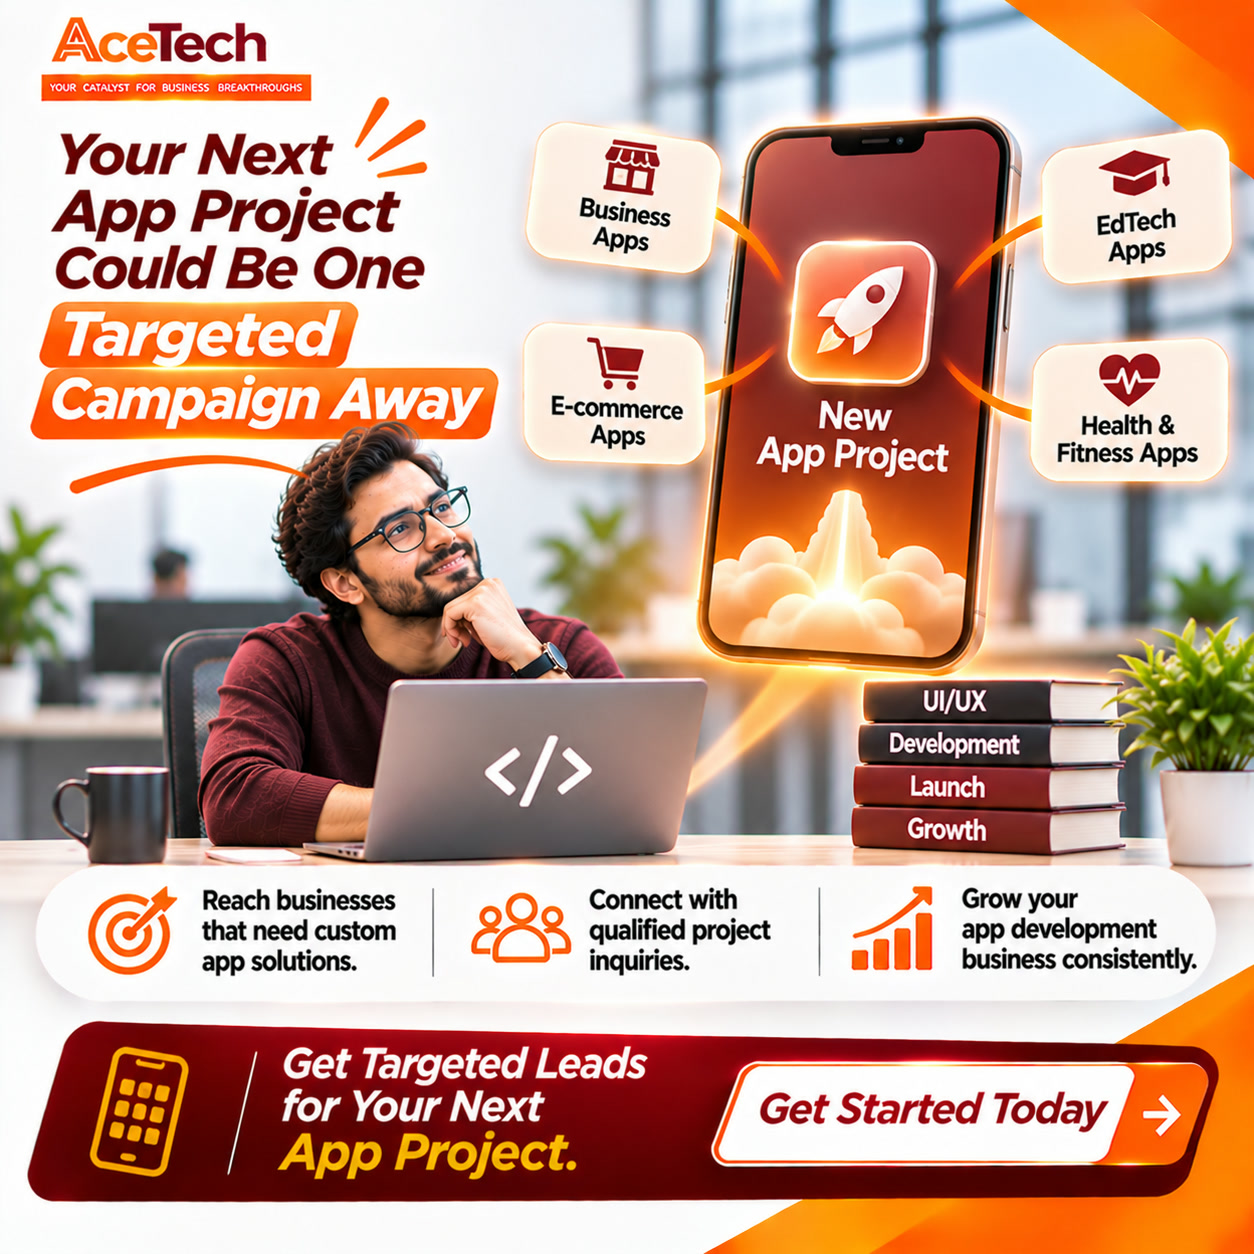 AceTech
YOUR CATALYST FOR BUSINESS BREAKTHROUGHS
Your Next
App Project
Could Be One
Targeted
Campaign Away
Business
Apps
EdTech
Apps
E-commerce
Apps
Health &
Fitness Apps
New
App Project
</>
UI/UX
Development
Launch
Growth
Reach businesses
that need custom
app solutions.
Connect with
qualified project
inquiries.
Grow your
app development
business consistently.
Get Targeted Leads
for Your Next
App Project.
Get Started Today